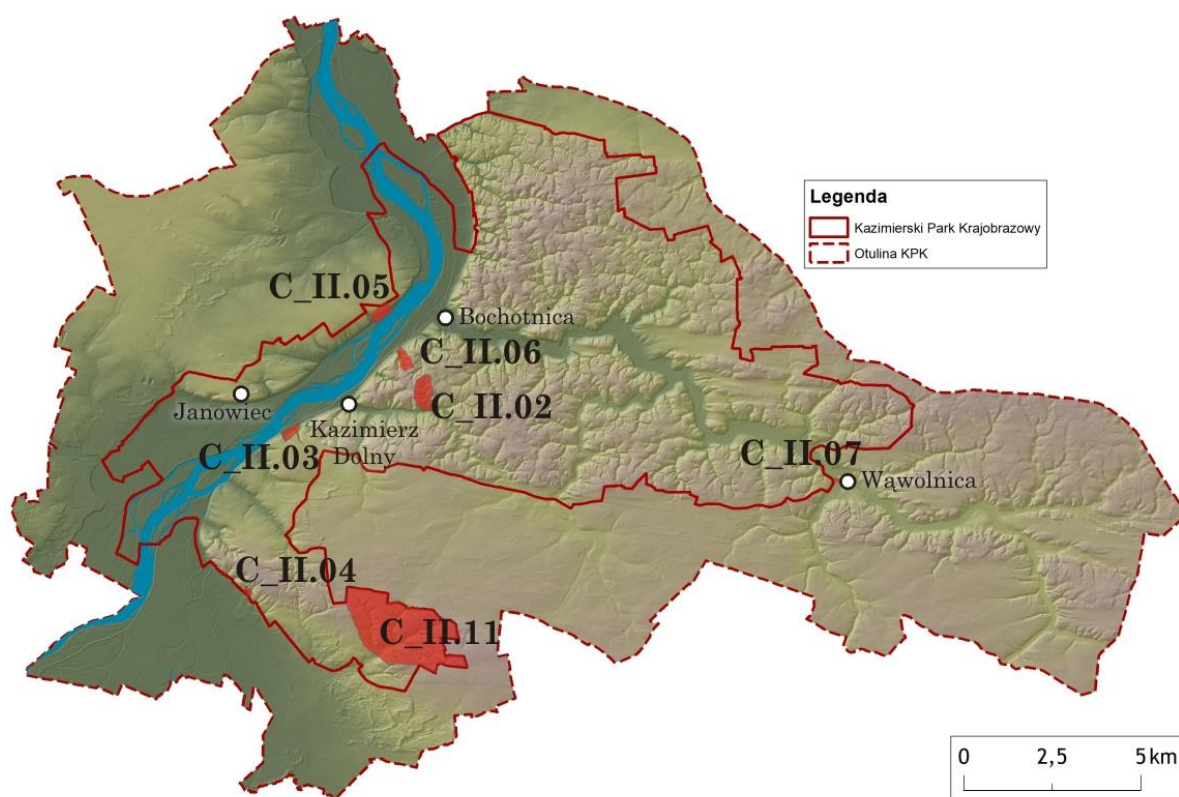 Legenda
Kazimierski Park Krajobrazowy
Otulina KPK
C_II.05
Bochotnica
C_II.06
Janowiec
C_II.02
Kazimierz
Dolny
C_II.03
C_II.07
Wąwolnica
C_II.04
C_II.11
0 2,5 5 km